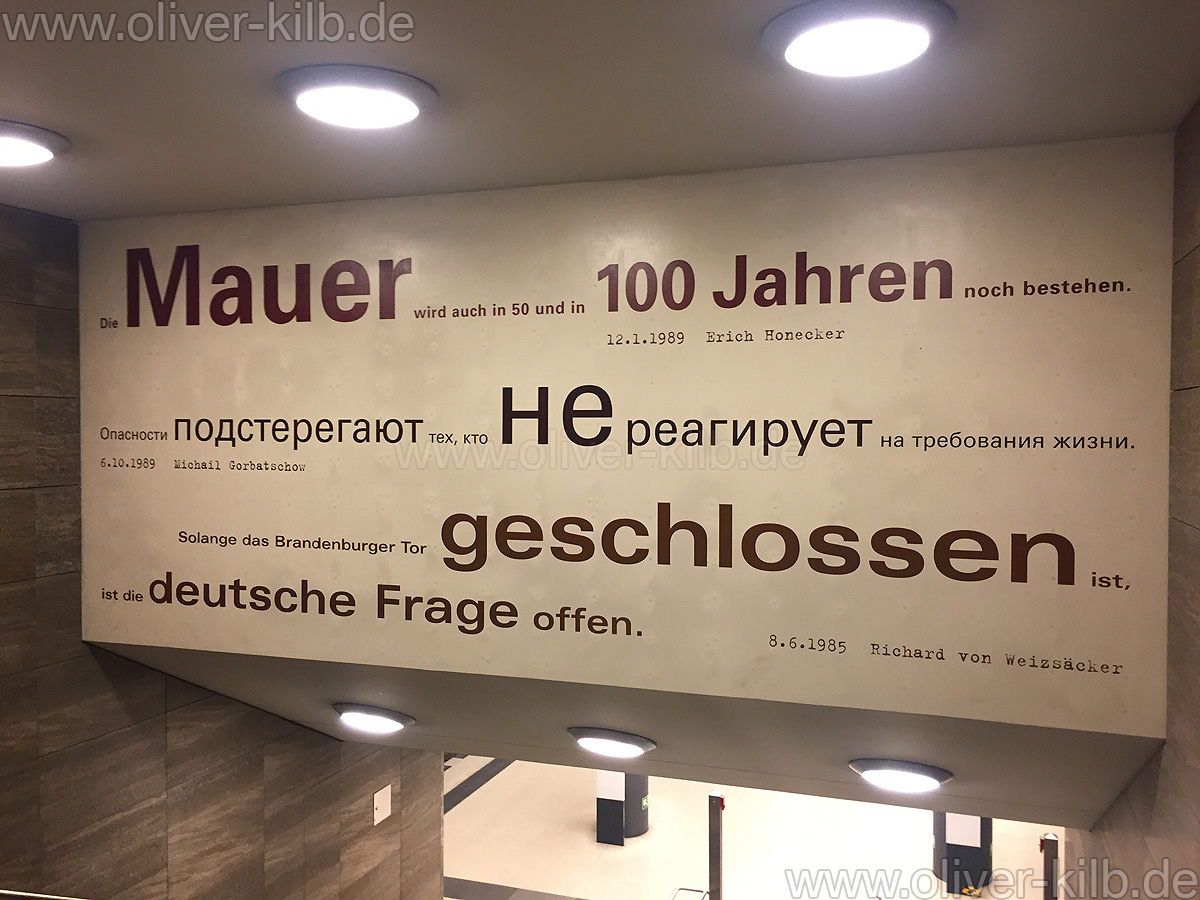 www.oliver-kilb.de
Die Mauer wird auch in 50 und in 100 Jahren noch bestehen.
12.1.1989 Erich Honecker
Опасности подстерегают тех, кто не реагирует на требования жизни.
6.10.1989 Michail Gorbatschow
www.oliver-kilb.de
Solange das Brandenburger Tor geschlossen ist,
ist die deutsche Frage offen.
8.6.1985 Richard von Weizsäcker
www.oliver-kilb.de